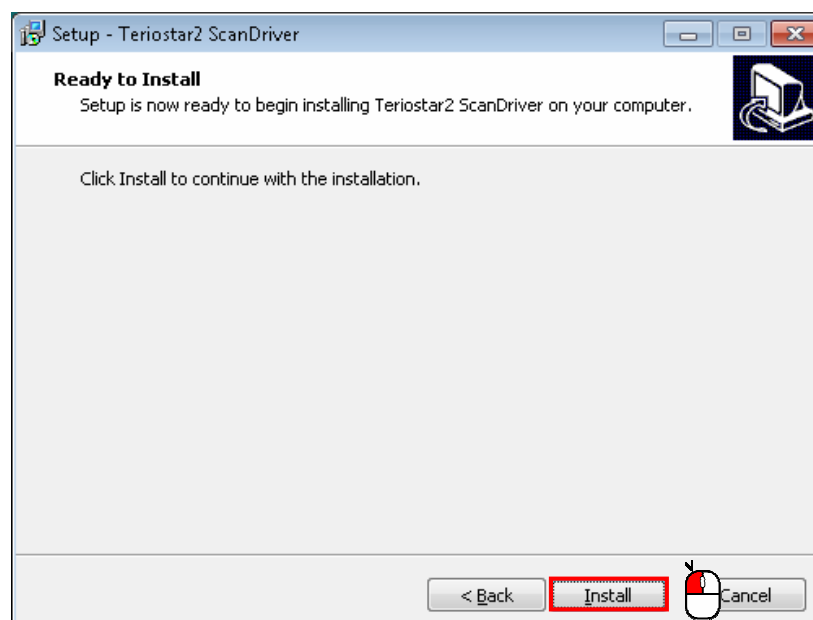 Setup - Teriostar2 ScanDriver
Ready to Install
Setup is now ready to begin installing Teriostar2 ScanDriver on your computer.
Click Install to continue with the installation.
< Back Install Cancel